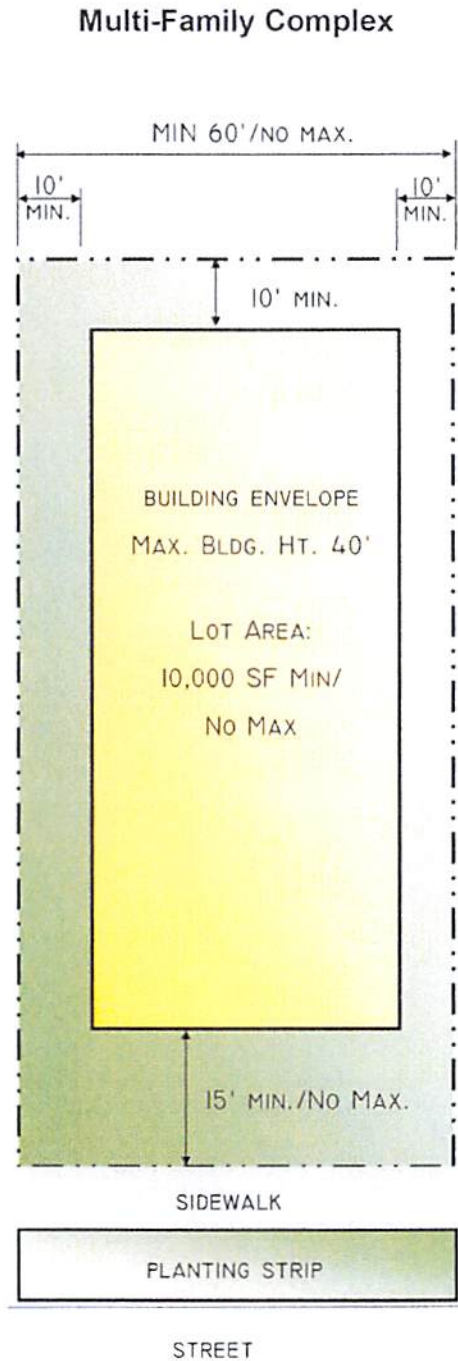 Multi-Family Complex
MIN 60'/NO MAX.
10'
MIN.
10'
MIN.
10' MIN.
BUILDING ENVELOPE
MAX. BLDG. HT. 40'
LOT AREA:
10,000 SF MIN/
NO MAX
15' MIN./NO MAX.
SIDEWALK
PLANTING STRIP
STREET